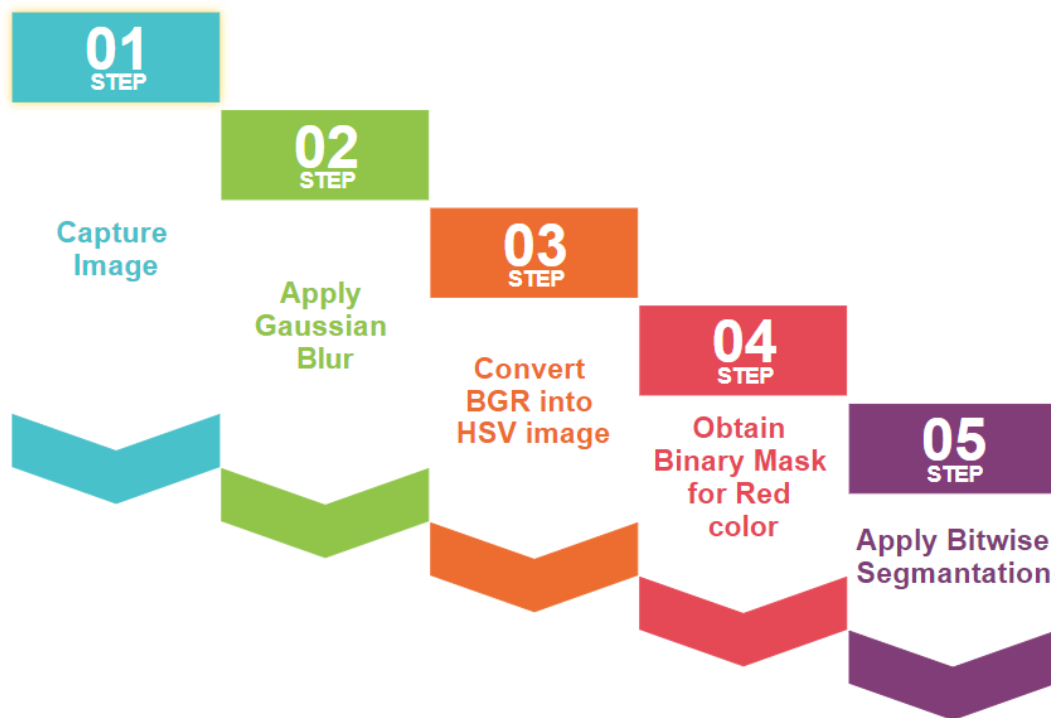 01
STEP
Capture
Image
02
STEP
Apply
Gaussian
Blur
03
STEP
Convert
BGR into
HSV image
04
STEP
Obtain
Binary Mask
for Red
color
05
STEP
Apply Bitwise
Segmantation